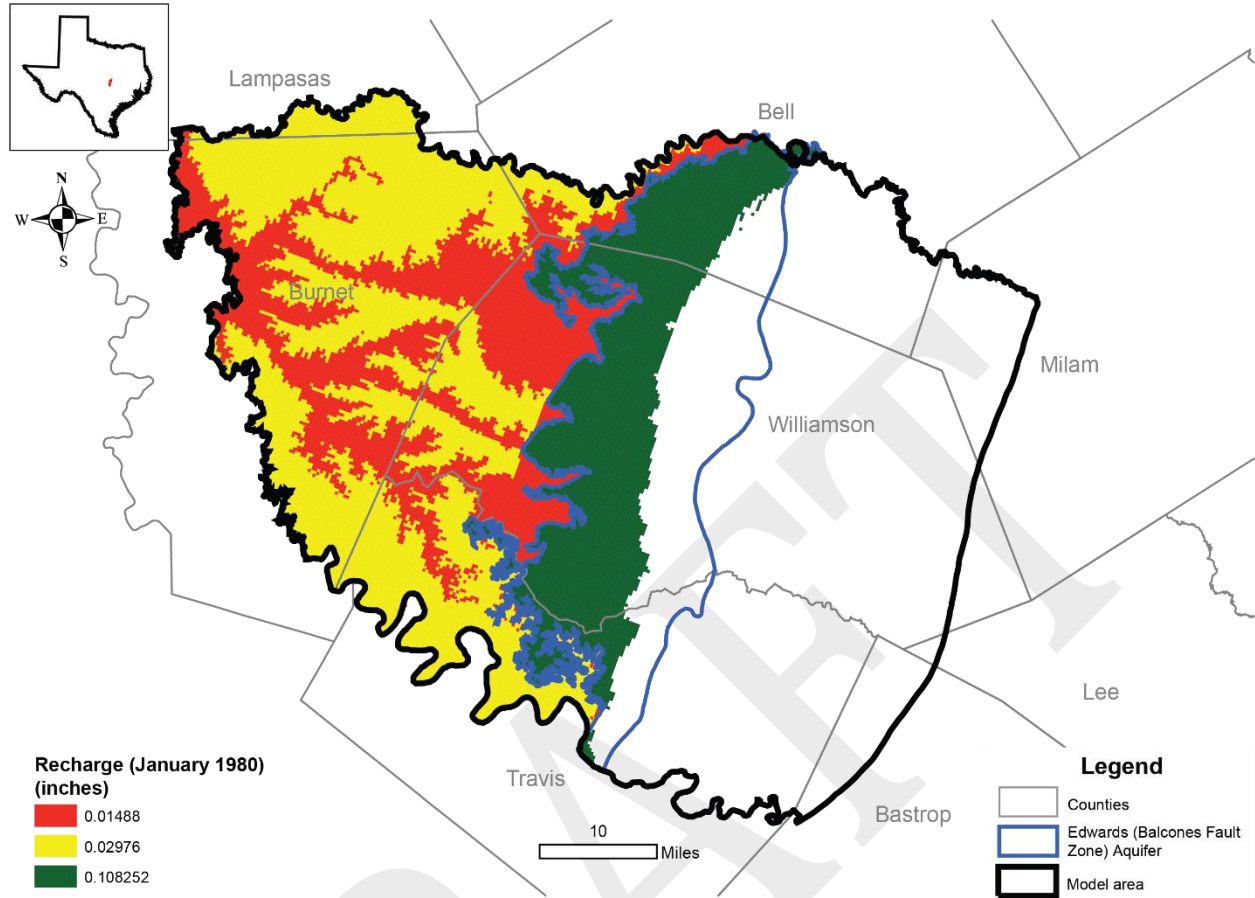 Lampasas
Bell
N
W
E
S
Burnet
Milam
Williamson
Lee
Travis
Bastrop
Recharge (January 1980)
(inches)
0.01488
0.02976
0.108252
10
Miles
Legend
Counties
Edwards (Balcones Fault
Zone) Aquifer
Model area
DRAFT